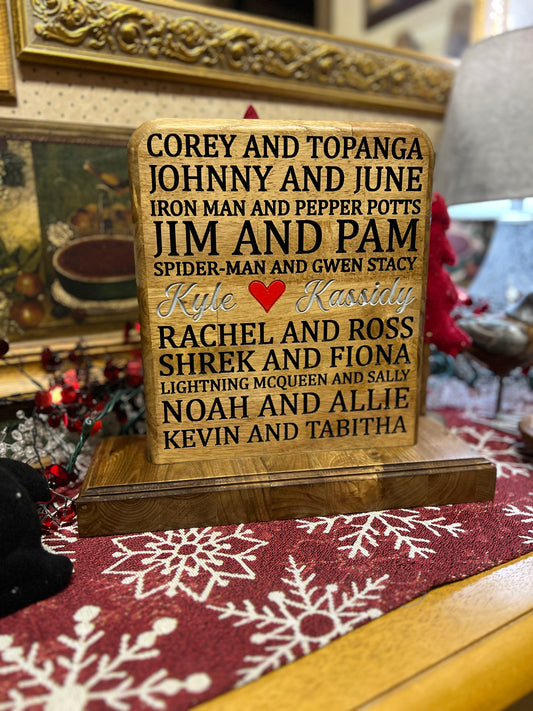 COREY AND TOPANGA
JOHNNY AND JUNE
IRON MAN AND PEPPER POTTS
JIM AND PAM
SPIDER-MAN AND GWEN STACY
Kyle ♥ Kassidy
RACHEL AND ROSS
SHREK AND FIONA
LIGHTNING MCQUEEN AND SALLY
NOAH AND ALLIE
KEVIN AND TABITHA